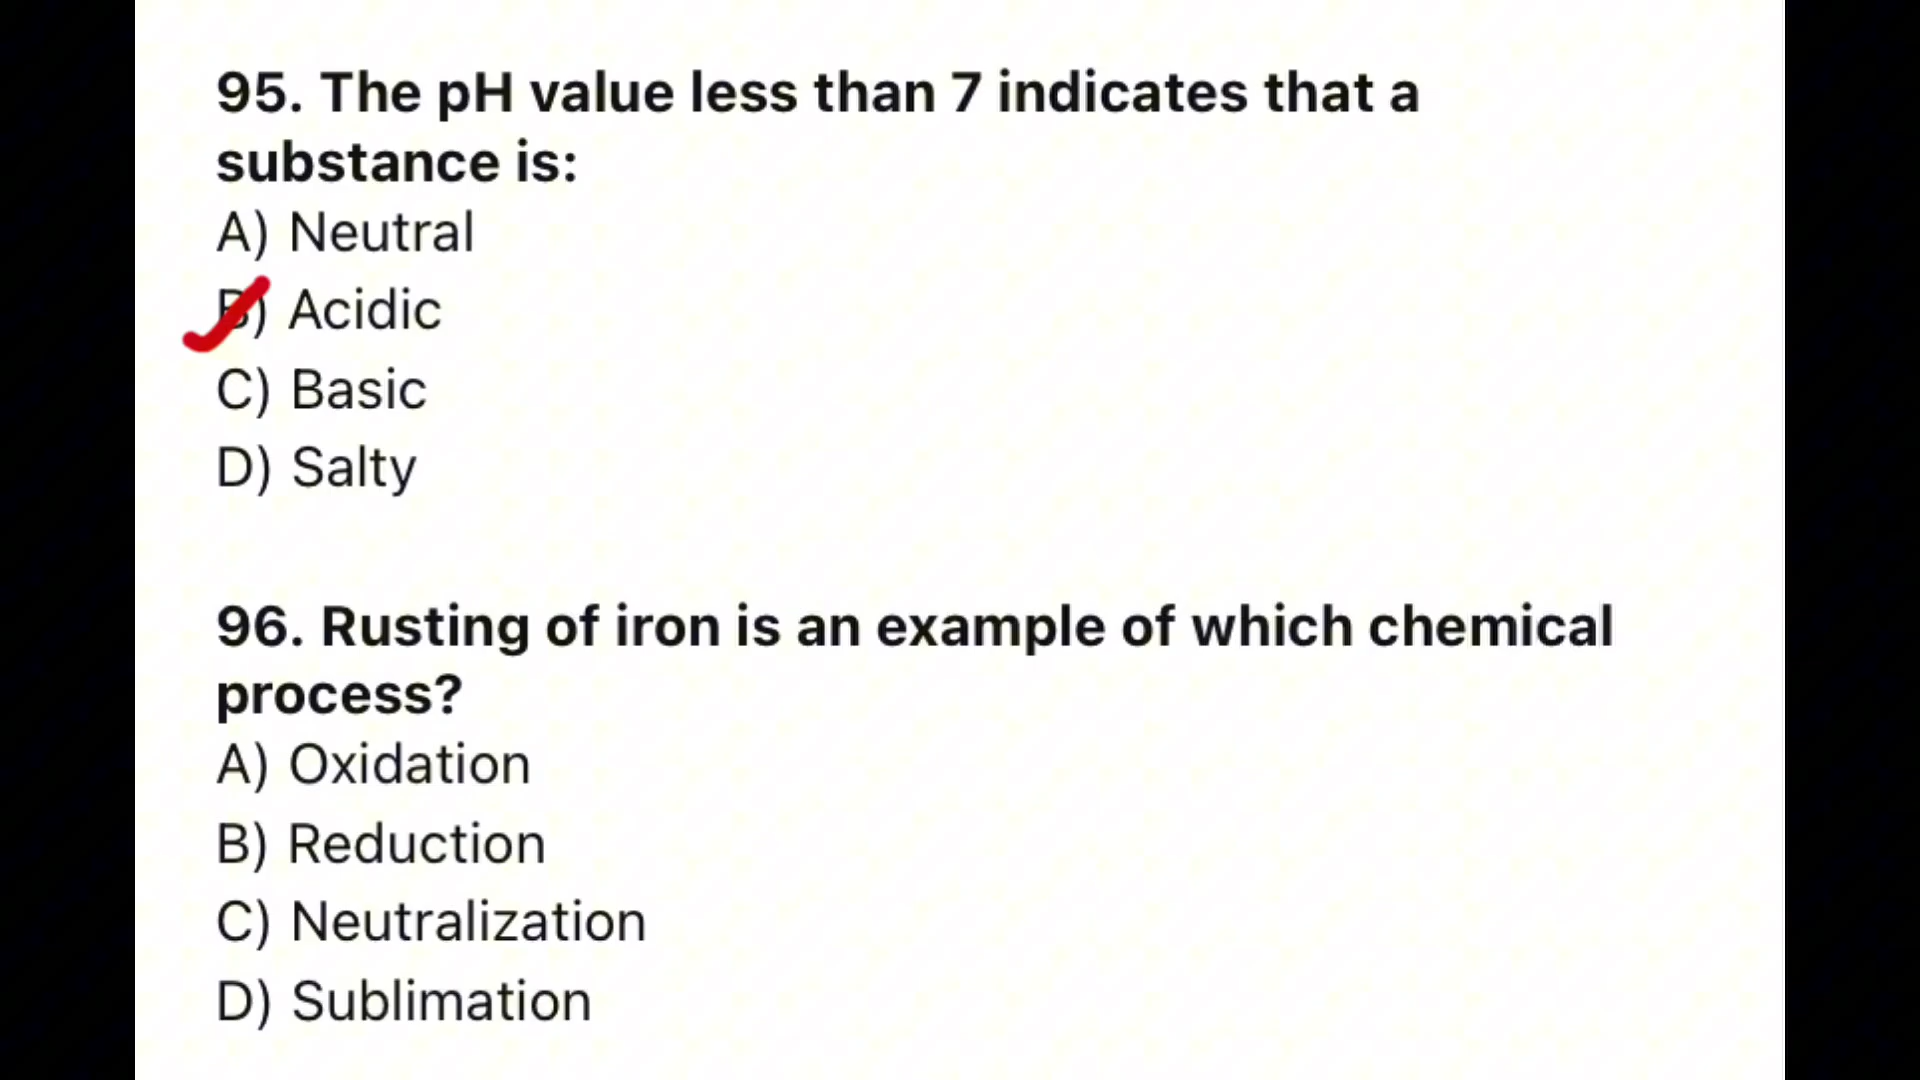 95. The pH value less than 7 indicates that a
substance is:
A) Neutral
B) Acidic
C) Basic
D) Salty
96. Rusting of iron is an example of which chemical
process?
A) Oxidation
B) Reduction
C) Neutralization
D) Sublimation